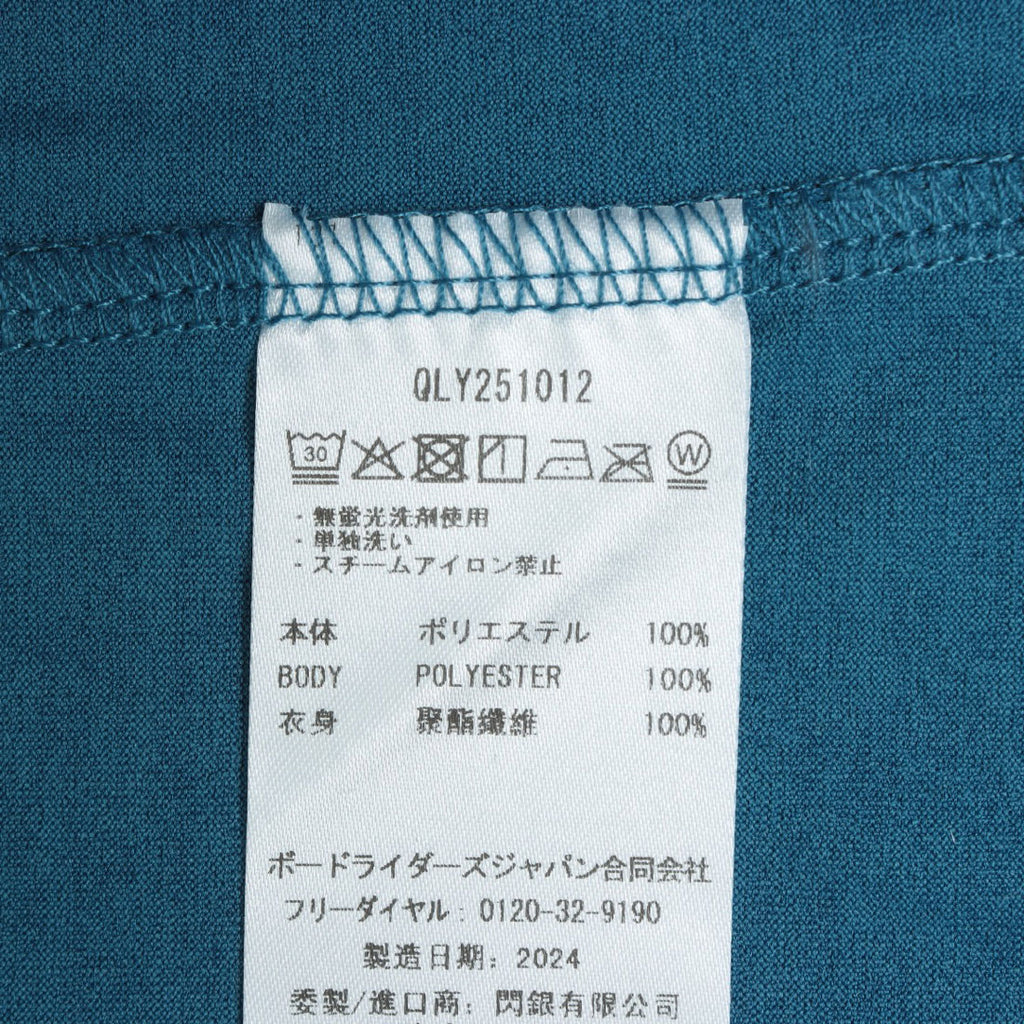 QLY251012
30 W
・無蛍光洗剤使用
・単独洗い
・スチームアイロン禁止
本体 ポリエステル 100%
BODY POLYESTER 100%
衣身 聚酯纖維 100%
ボードライダーズジャパン合同会社
フリーダイヤル：0120-32-9190
製造日期：2024
委製/進口商：閃銀有限公司